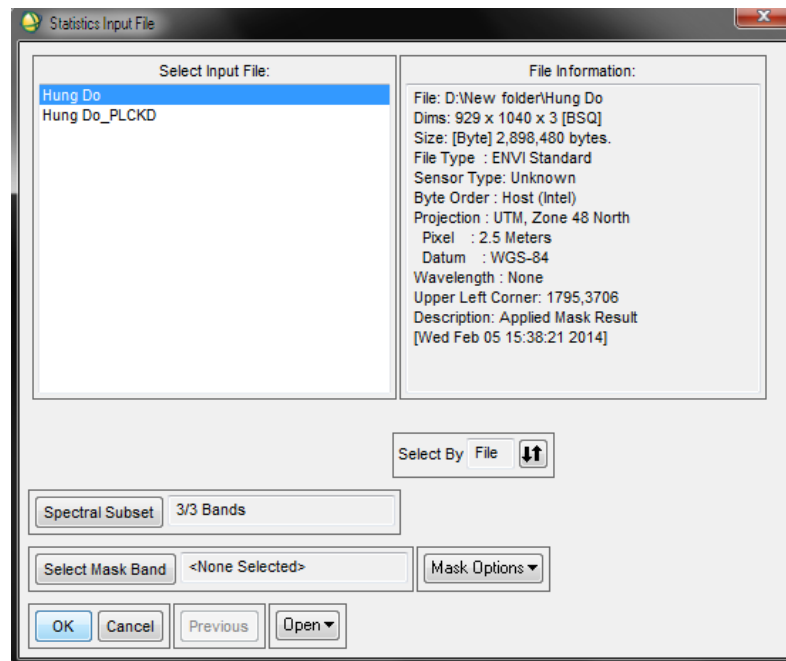 Statistics Input File
Select Input File:
Hung Do
Hung Do_PLCKD
File Information:
File: D:\New folder\Hung Do
Dims: 929 x 1040 x 3 [BSQ]
Size: [Byte] 2,898,480 bytes.
File Type : ENVI Standard
Sensor Type: Unknown
Byte Order : Host (Intel)
Projection : UTM, Zone 48 North
Pixel : 2.5 Meters
Datum : WGS-84
Wavelength : None
Upper Left Corner: 1795,3706
Description: Applied Mask Result
[Wed Feb 05 15:38:21 2014]
Select By File
Spectral Subset 3/3 Bands
Select Mask Band <None Selected> Mask Options
OK Cancel Previous Open